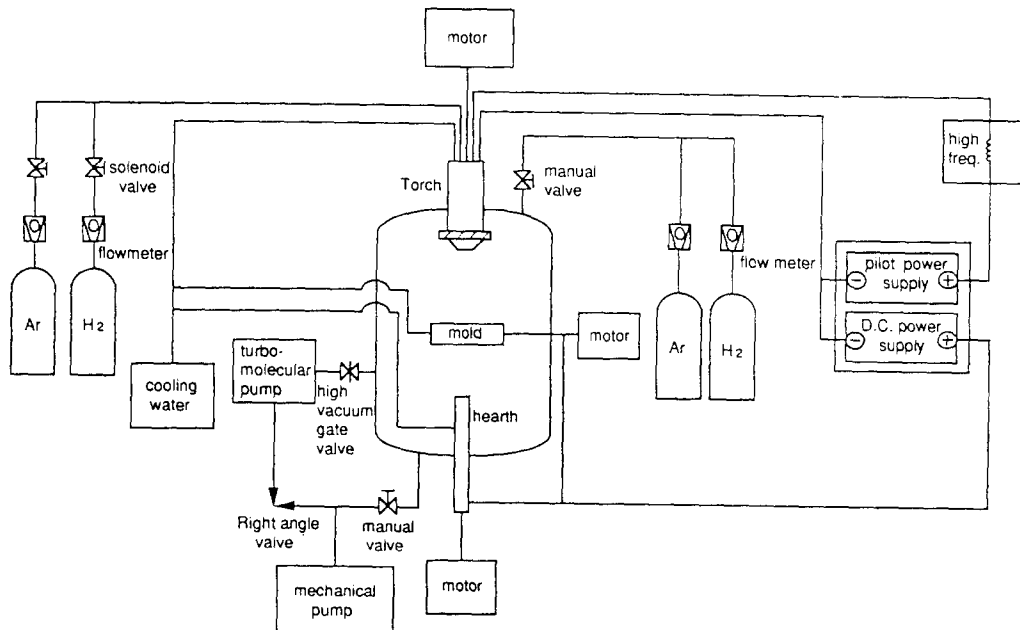 motor
solenoid
valve
flowmeter
Ar
H2
Torch
manual
valve
high
freq.
flow meter
pilot power
supply
−
+
D.C. power
supply
−
+
Ar
H2
mold
motor
cooling
water
turbo-
molecular
pump
high
vacuum
gate
valve
hearth
Right angle
valve
manual
valve
mechanical
pump
motor